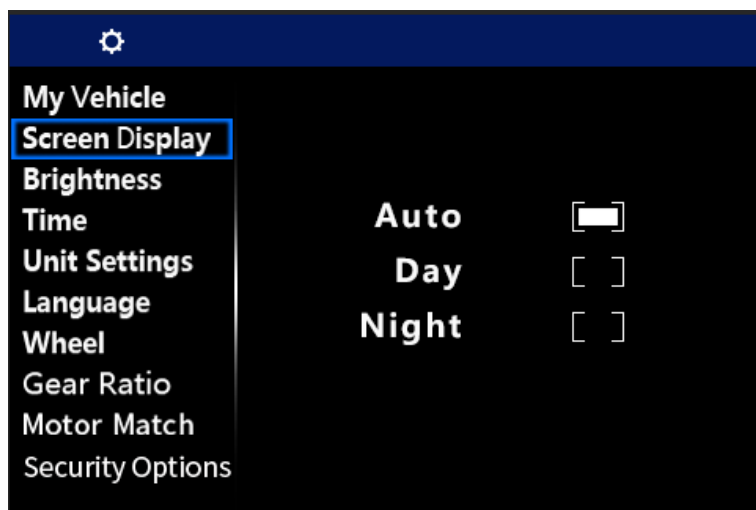 My Vehicle
Screen Display
Brightness
Time
Unit Settings
Language
Wheel
Gear Ratio
Motor Match
Security Options
Auto
Day
Night